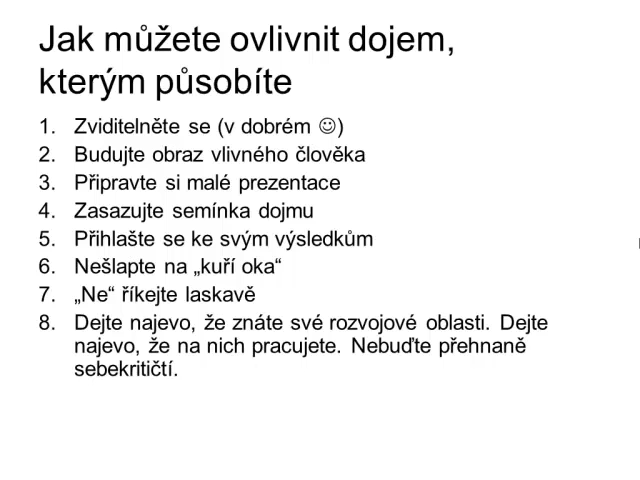 Jak můžete ovlivnit dojem,
kterým působíte
1. Zviditelněte se (v dobrém ☺)
2. Budujte obraz vlivného člověka
3. Připravte si malé prezentace
4. Zasazujte semínka dojmu
5. Přihlašte se ke svým výsledkům
6. Nešlapte na „kuří oka“
7. „Ne“ říkejte laskavě
8. Dejte najevo, že znáte své rozvojové oblasti. Dejte
najevo, že na nich pracujete. Nebuďte přehnaně
sebekritičtí.